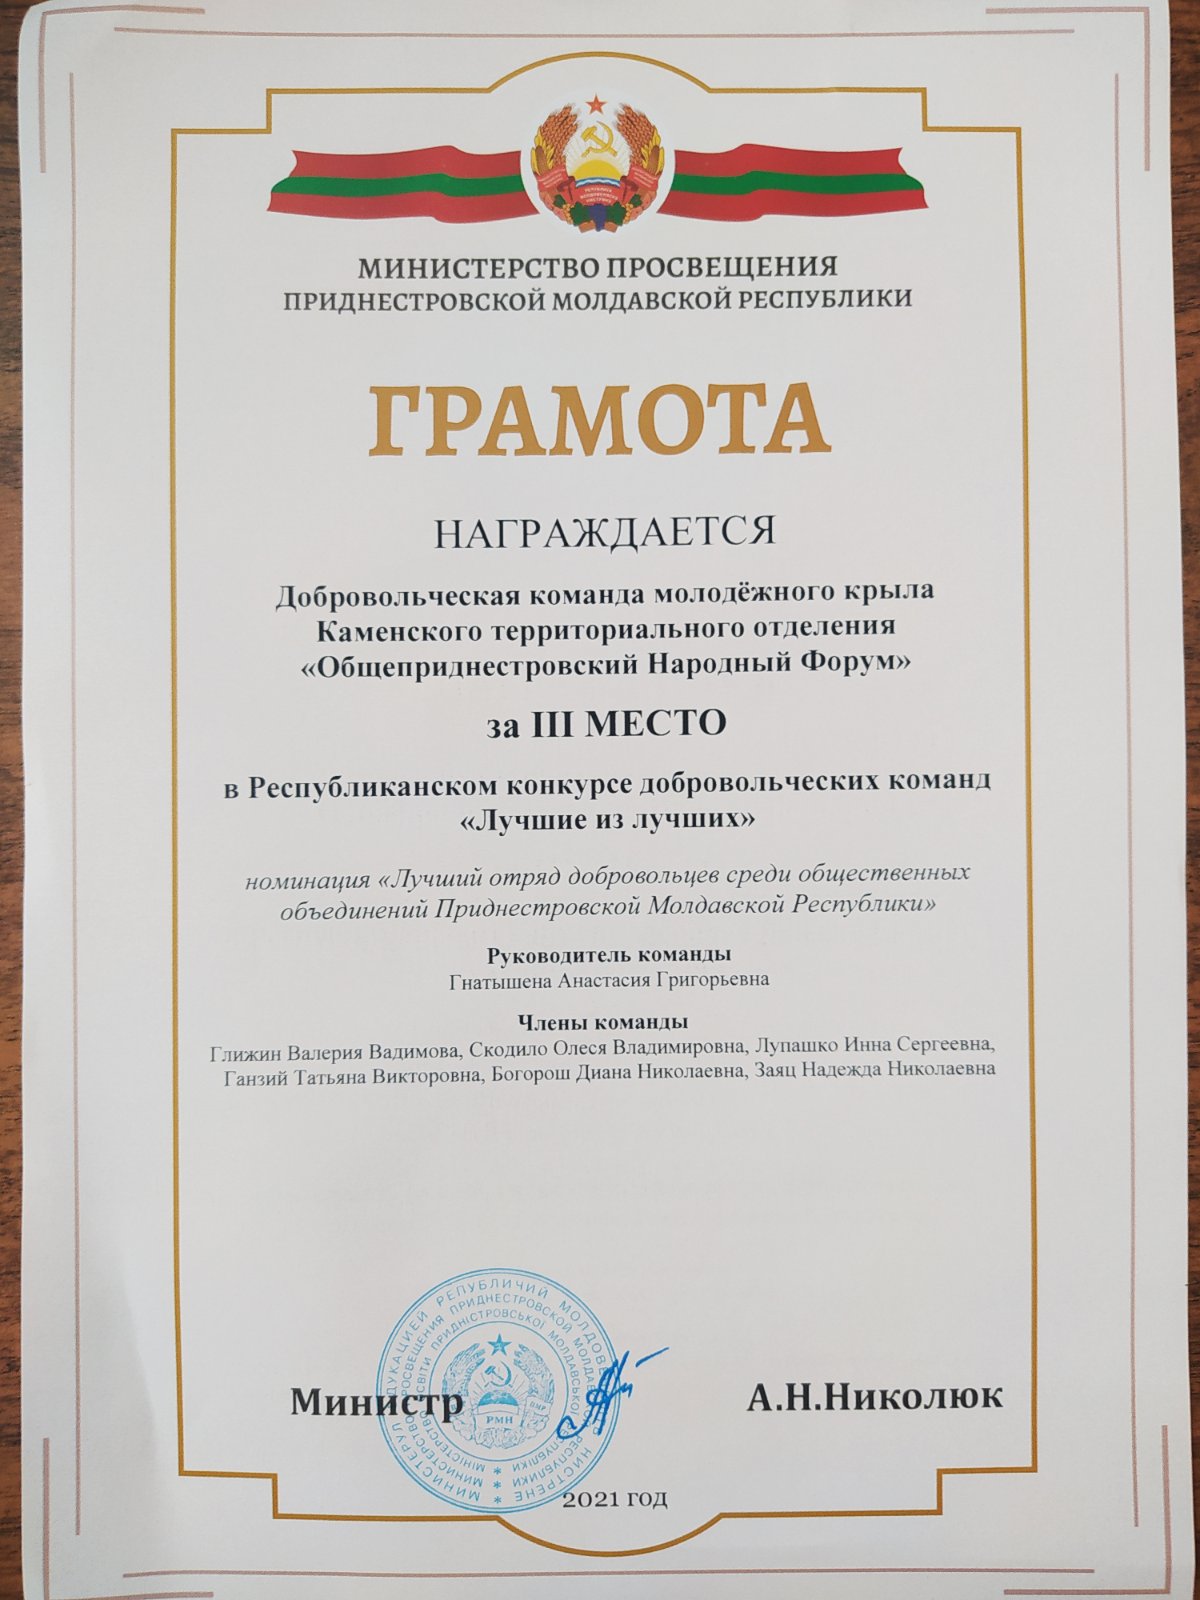 МИНИСТЕРСТВО ПРОСВЕЩЕНИЯ
ПРИДНЕСТРОВСКОЙ МОЛДАВСКОЙ РЕСПУБЛИКИ
ГРАМОТА
НАГРАЖДАЕТСЯ
Добровольческая команда молодёжного крыла
Каменского территориального отделения
«Общеприднестровский Народный Форум»
за III МЕСТО
в Республиканском конкурсе добровольческих команд
«Лучшие из лучших»
номинация «Лучший отряд добровольцев среди общественных
объединений Приднестровской Молдавской Республики»
Руководитель команды
Гнатышена Анастасия Григорьевна
Члены команды
Глижин Валерия Вадимова, Скодило Олеся Владимировна, Лупашко Инна Сергеевна,
Ганзий Татьяна Викторовна, Богорош Диана Николаевна, Заяц Надежда Николаевна
Министр
А.Н.Николюк
РМН
ПМР
2021 год